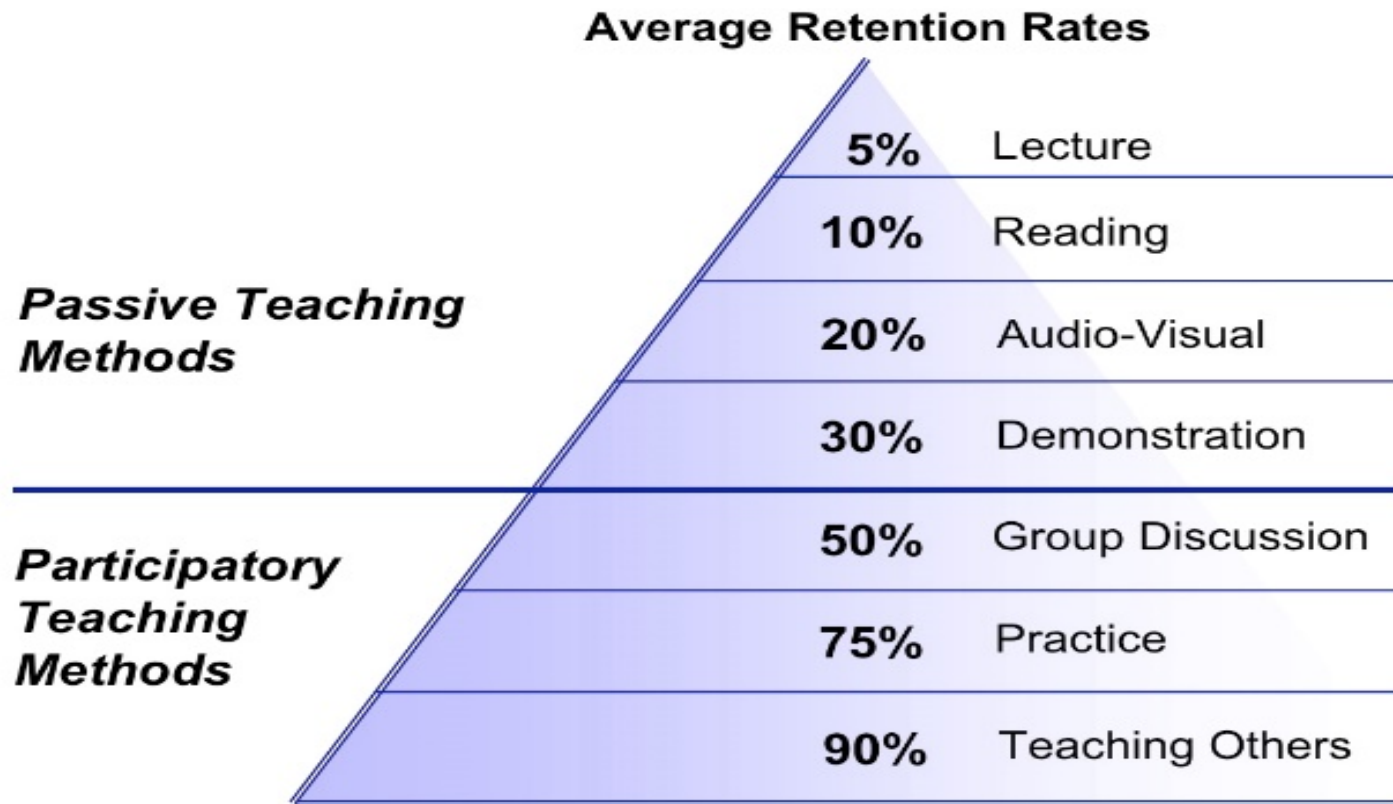 Average Retention Rates
5% Lecture
10% Reading
Passive Teaching
Methods
20% Audio-Visual
30% Demonstration
50% Group Discussion
Participatory
Teaching
Methods
75% Practice
90% Teaching Others